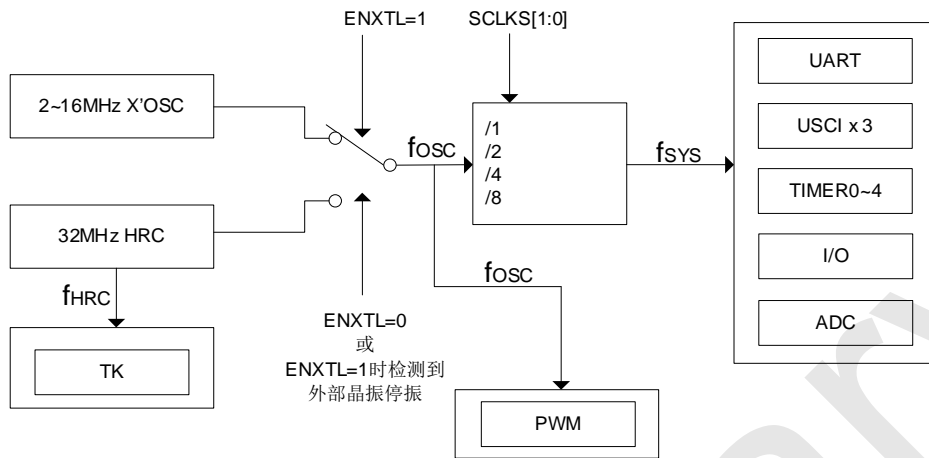 ENXTL=1
SCLKS[1:0]
2~16MHz X'OSC
32MHz HRC
fHRC
TK
fOSC
/1
/2
/4
/8
fSYS
fOSC
ENXTL=0
或
ENXTL=1时检测到
外部晶振停振
PWM
UART
USCI x 3
TIMER0~4
I/O
ADC